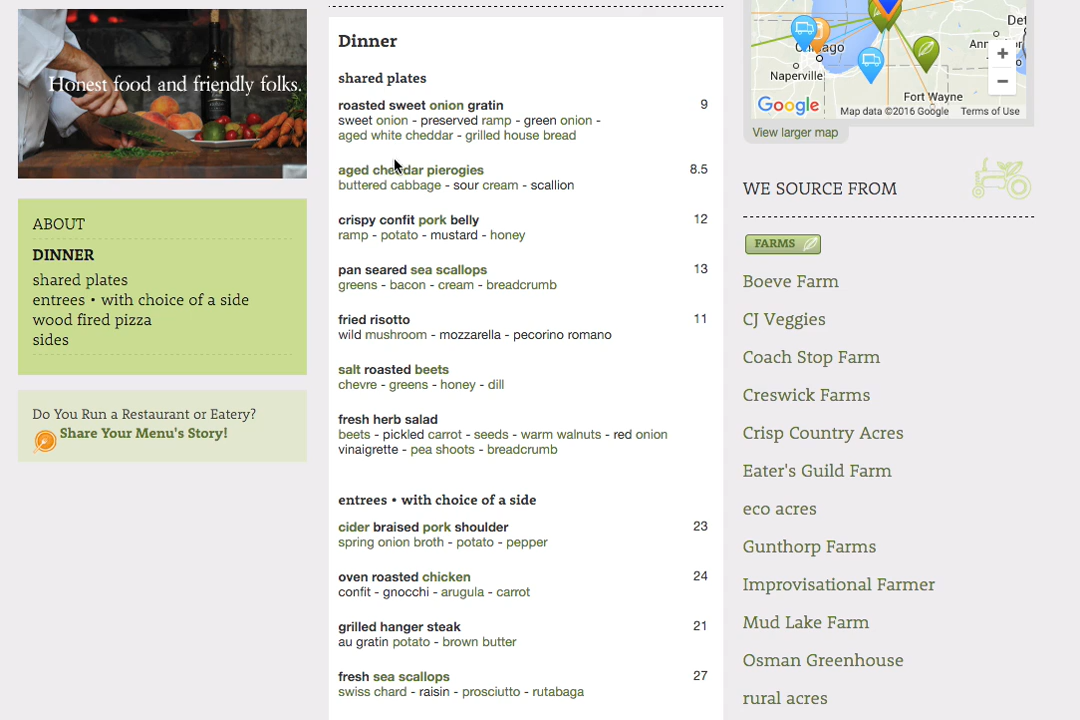 Honest food and friendly folks.
ABOUT
DINNER
shared plates
entrees • with choice of a side
wood fired pizza
sides
Do You Run a Restaurant or Eatery?
Share Your Menu's Story!
Dinner
shared plates
roasted sweet onion gratin 9
sweet onion - preserved ramp - green onion -
aged white cheddar - grilled house bread
aged cheddar pierogies 8.5
buttered cabbage - sour cream - scallion
crispy confit pork belly 12
ramp - potato - mustard - honey
pan seared sea scallops 13
greens - bacon - cream - breadcrumb
fried risotto 11
wild mushroom - mozzarella - pecorino romano
salt roasted beets
chevre - greens - honey - dill
fresh herb salad
beets - pickled carrot - seeds - warm walnuts - red onion
vinaigrette - pea shoots - breadcrumb
entrees • with choice of a side
cider braised pork shoulder 23
spring onion broth - potato - pepper
oven roasted chicken 24
confit - gnocchi - arugula - carrot
grilled hanger steak 21
au gratin potato - brown butter
fresh sea scallops 27
swiss chard - raisin - prosciutto - rutabaga
Chicago
Naperville
Fort Wayne
+
−
Google
Map data ©2016 Google Terms of Use
View larger map
WE SOURCE FROM
FARMS
Boeve Farm
CJ Veggies
Coach Stop Farm
Creswick Farms
Crisp Country Acres
Eater's Guild Farm
eco acres
Gunthorp Farms
Improvisational Farmer
Mud Lake Farm
Osman Greenhouse
rural acres